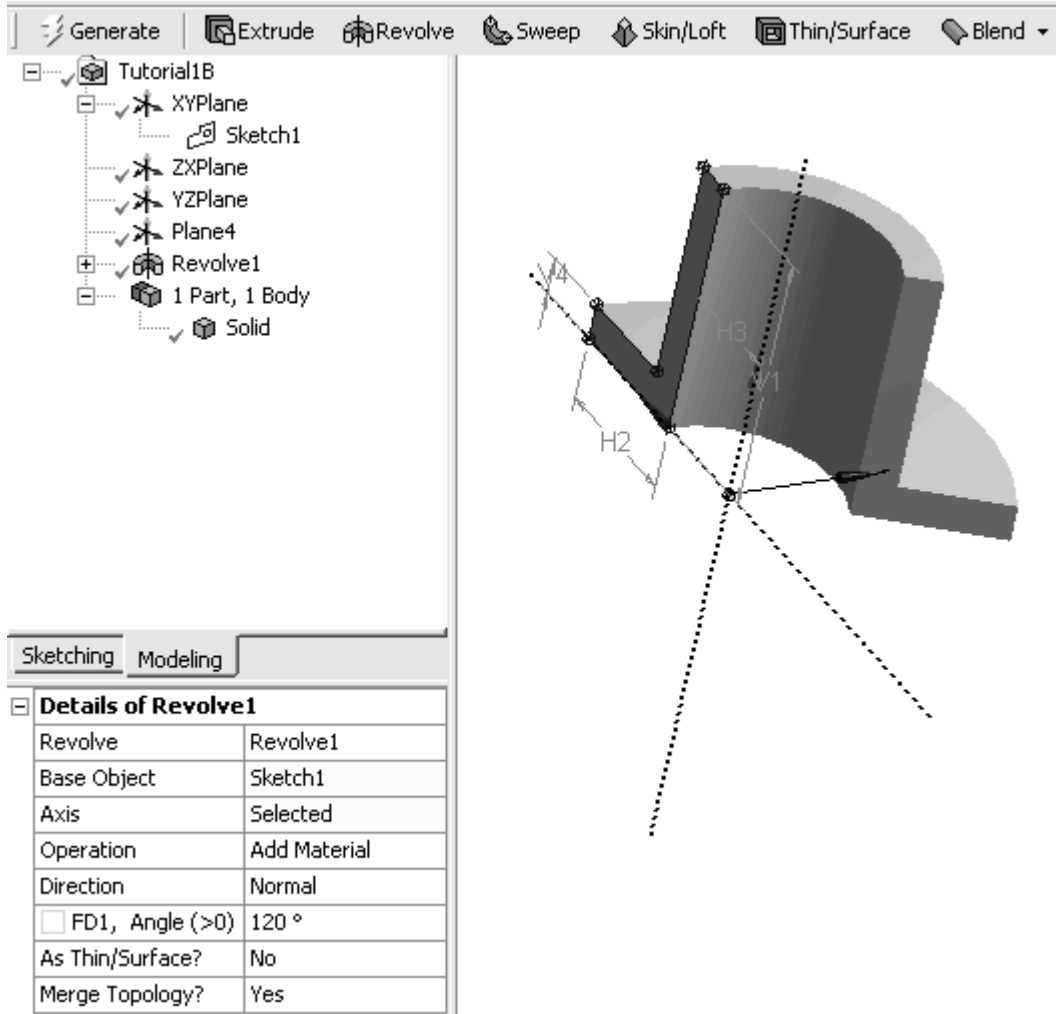 Generate Extrude Revolve Sweep Skin/Loft Thin/Surface Blend
Tutorial1B
XYPlane
Sketch1
ZXPlane
YZPlane
Plane4
Revolve1
1 Part, 1 Body
Solid
V4
H3
V1
H2
Sketching Modeling
Details of Revolve1
Revolve Revolve1
Base Object Sketch1
Axis Selected
Operation Add Material
Direction Normal
FD1, Angle (>0) 120 °
As Thin/Surface? No
Merge Topology? Yes